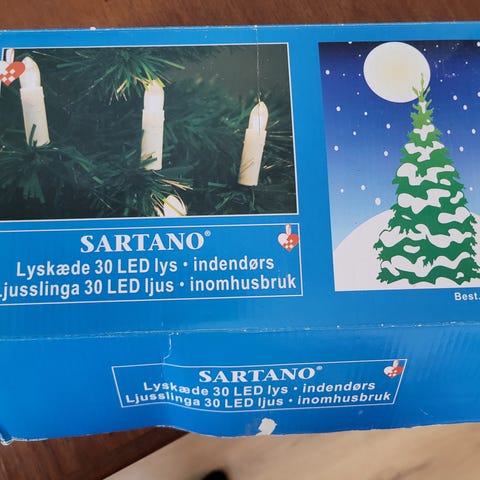 SARTANO®
Lyskæde 30 LED lys • indendørs
Ljusslinga 30 LED ljus • inomhusbruk
Best.
SARTANO®
Lyskæde 30 LED lys • indendørs
Ljusslinga 30 LED ljus • inomhusbruk